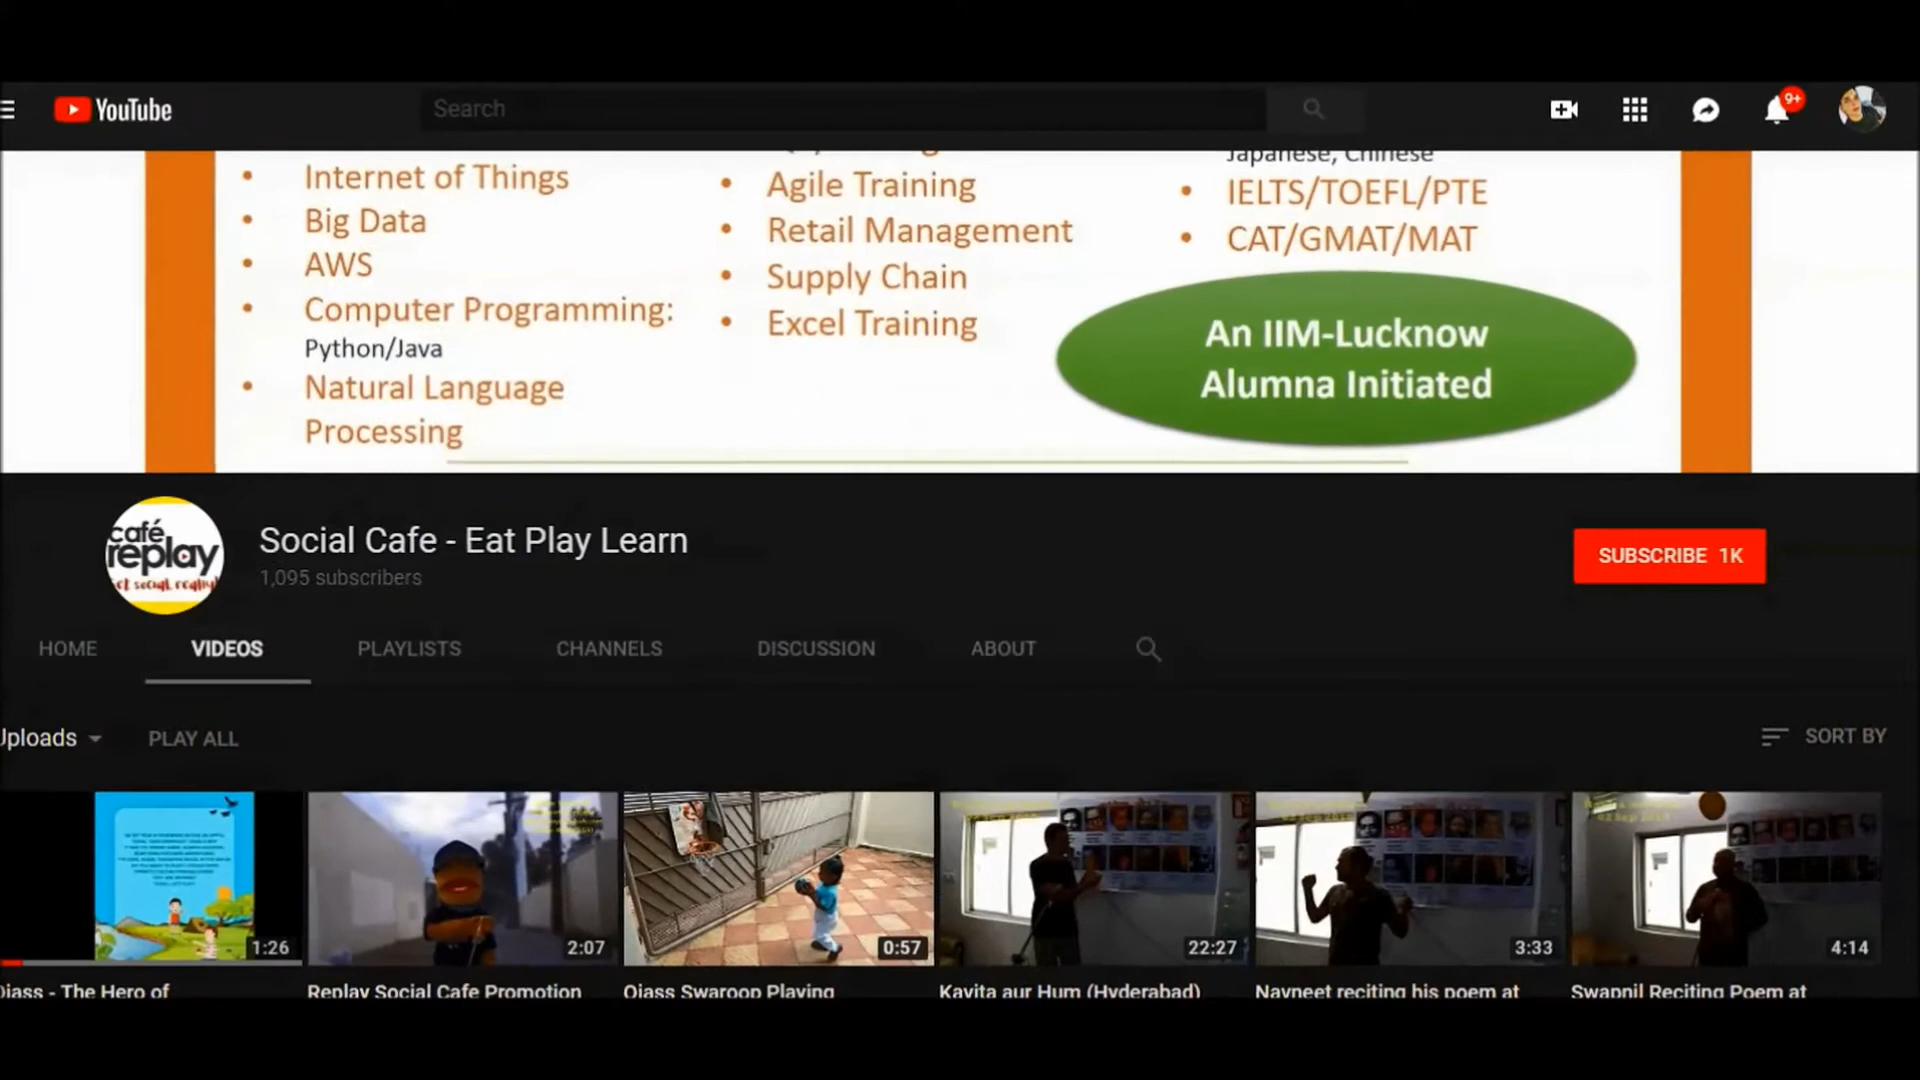 YouTube
Search
9+
Internet of Things
Big Data
AWS
Computer Programming:
Python/Java
Natural Language
Processing
Agile Training
Retail Management
Supply Chain
Excel Training
Japanese, Chinese
IELTS/TOEFL/PTE
CAT/GMAT/MAT
An IIM-Lucknow
Alumna Initiated
café
replay
Social Cafe - Eat Play Learn
1,095 subscribers
SUBSCRIBE 1K
HOME VIDEOS PLAYLISTS CHANNELS DISCUSSION ABOUT
Uploads PLAY ALL SORT BY
1:26 2:07 0:57 22:27 3:33 4:14
- The Hero of
Replay Social Cafe Promotion
Ojass Swaroop Playing
Kavita aur Hum (Hyderabad)
Navneet reciting his poem at
Swapnil Reciting Poem at